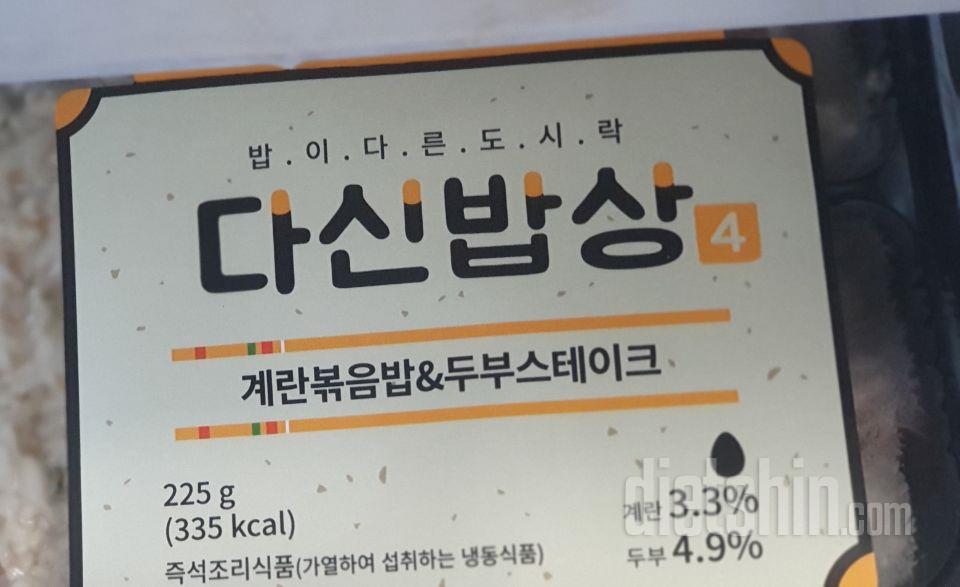 밥.이.다.른.도.시.락
다신밥상 4
계란볶음밥&두부스테이크
225 g
(335 kcal)
계란 3.3%
두부 4.9%
즉석조리식품(가열하여 섭취하는 냉동식품)
dietshin.com